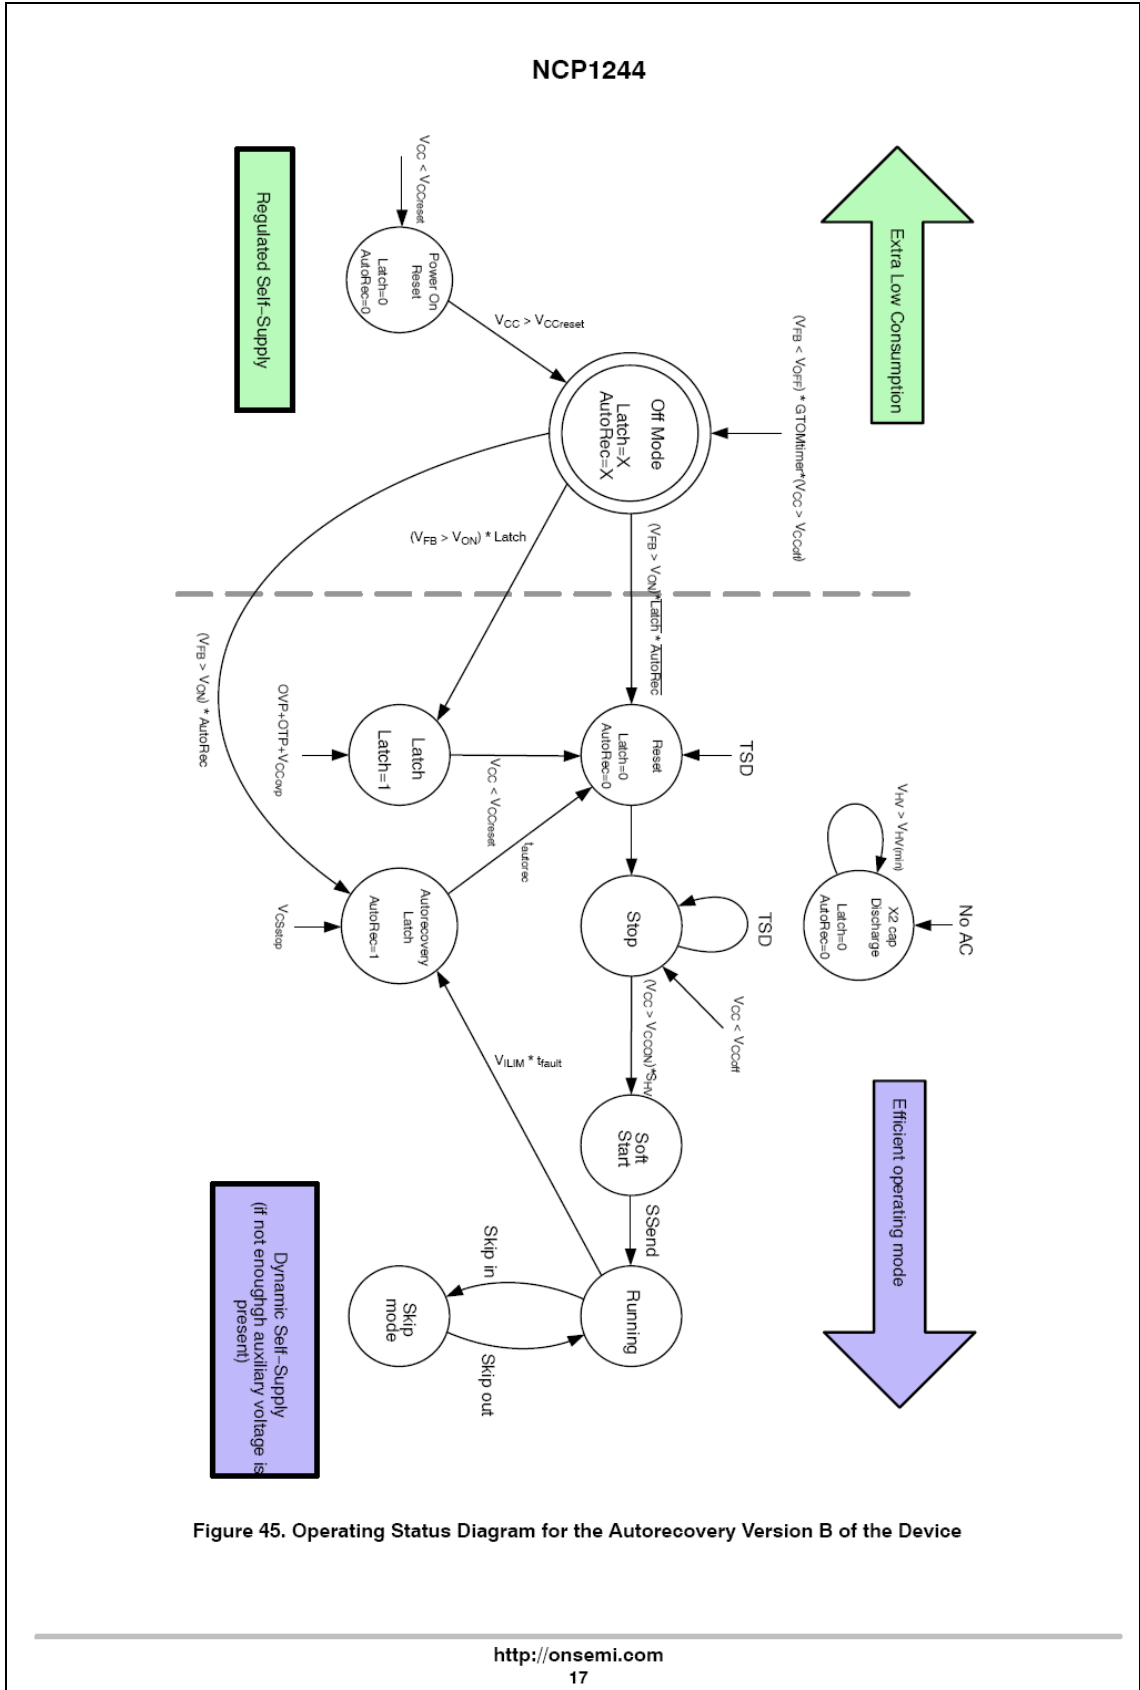 NCP1244
Extra Low Consumption
Regulated Self−Supply
VCC < VCCreset
Power On
Reset
Latch=0
AutoRec=0
VCC > VCCreset
(VFB < VOFF) * GTOMtimer*(VCC > VCCoff)
Off Mode
Latch=X
AutoRec=X
(VFB > VON) * Latch
(VFB > VON)*L̅a̅t̅c̅h̅ * A̅u̅t̅o̅R̅e̅c̅
(VFB > VON) * AutoRec
OVP+OTP+VCCovp
Latch
Latch=1
VCC < VCCreset
Reset
Latch=0
AutoRec=0
TSD
VHV > VHV(min)
X2 cap
Discharge
Latch=0
AutoRec=0
No AC
tautorec
VCSstop
Autorecovery
Latch
AutoRec=1
Stop
TSD
VCC < VCCoff
(VCC > VCCON)*SHV
VILIM * tfault
Soft
Start
SSend
Running
Skip in
Skip out
Skip
mode
Efficient operating mode
Dynamic Self−Supply
(if not enoughgh auxiliary voltage is
present)
Figure 45. Operating Status Diagram for the Autorecovery Version B of the Device
http://onsemi.com
17